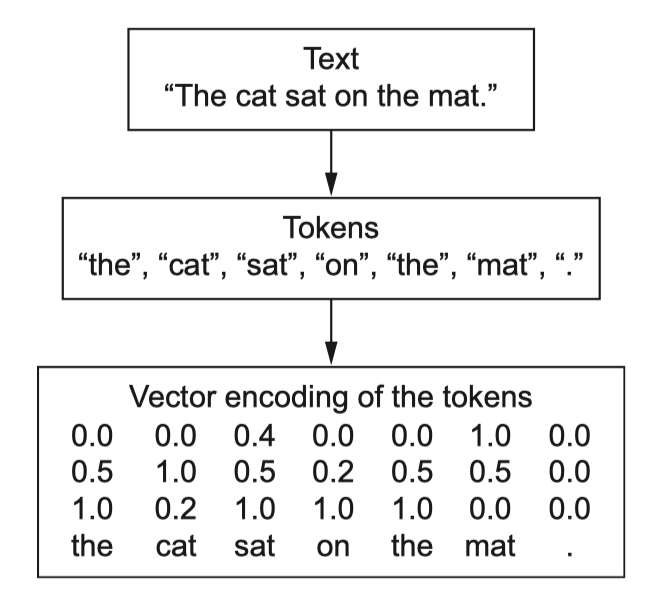 Text
“The cat sat on the mat.”
Tokens
“the”, “cat”, “sat”, “on”, “the”, “mat”, “.”
Vector encoding of the tokens
0.0 0.0 0.4 0.0 0.0 1.0 0.0
0.5 1.0 0.5 0.2 0.5 0.5 0.0
1.0 0.2 1.0 1.0 1.0 0.0 0.0
the cat sat on the mat .